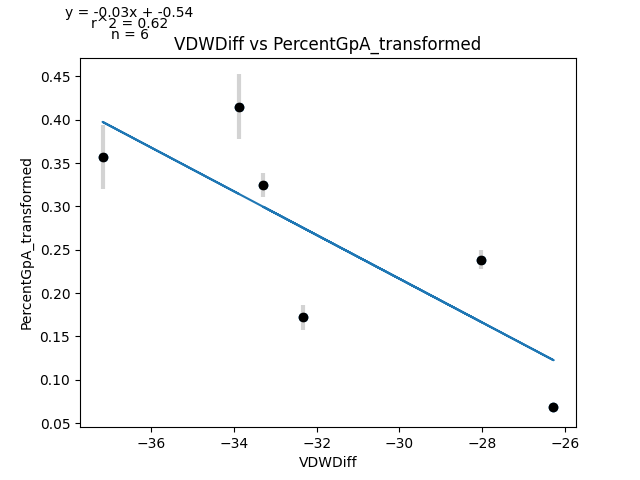 y = -0.03x + -0.54
r^2 = 0.62
n = 6
VDWDiff vs PercentGpA_transformed
0.45
0.40
0.35
0.30
0.25
0.20
0.15
0.10
0.05
PercentGpA_transformed
−36
−34
−32
−30
−28
−26
VDWDiff